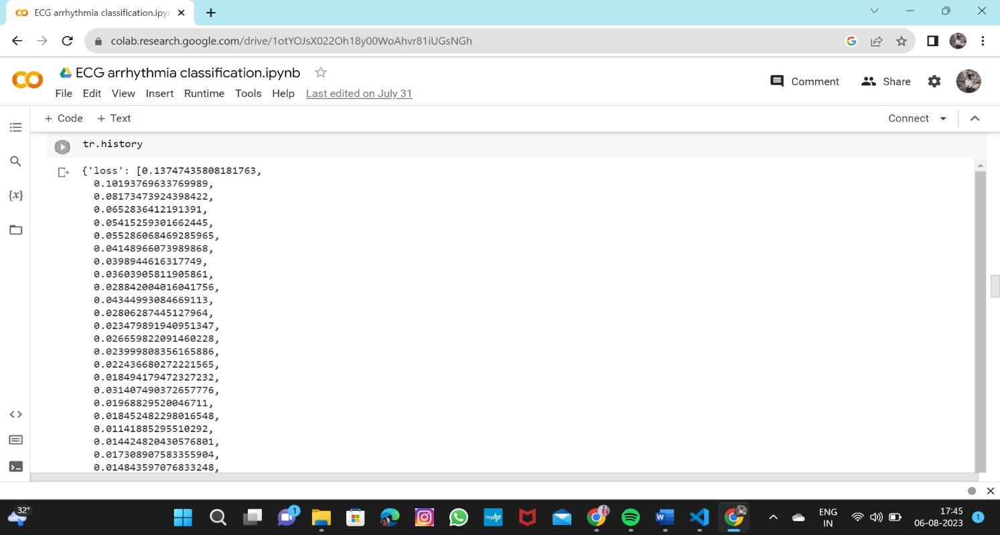 ECG arrhythmia classification.ipyn
colab.research.google.com/drive/1otYOJsX022Oh18y00WoAhvr81iUGsNGh
ECG arrhythmia classification.ipynb
Comment
Share
File Edit View Insert Runtime Tools Help Last edited on July 31
+ Code + Text
Connect
tr.history
{x}
{'loss': [0.13747435808181763,
0.10193769633769989,
0.08173473924398422,
0.0652836412191391,
0.05415259301662445,
0.055286068469285965,
0.04148966073989868,
0.0398944616317749,
0.03603905811905861,
0.028842004016041756,
0.04344993084669113,
0.02806287445127964,
0.023479891940951347,
0.026659822091460228,
0.023999808356165886,
0.022436680272221565,
0.018494179472327232,
0.031407490372657776,
0.01968829520046711,
0.018452482298016548,
0.01141885295510292,
0.014424820430576801,
0.017308907583355904,
0.014843597076833248,
32°
1
myhp
W
ENG
IN
17:45
06-08-2023
1